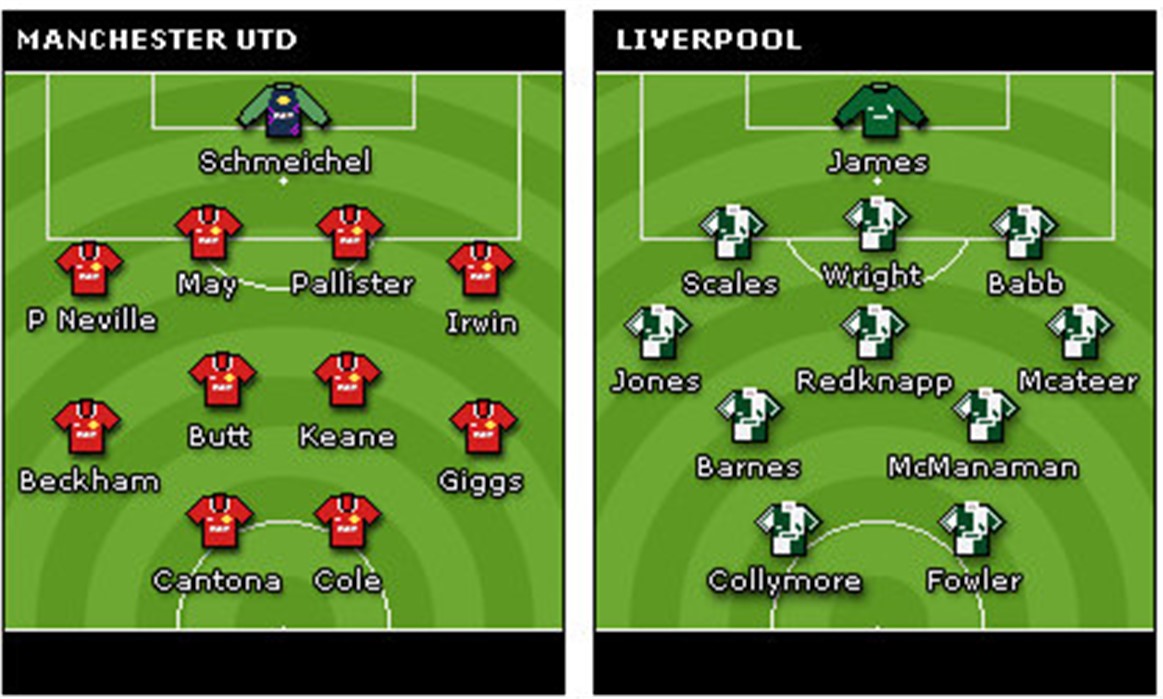 MANCHESTER UTD
Schmeichel
May Pallister
P Neville Irwin
Butt Keane
Beckham Giggs
Cantona Cole
LIVERPOOL
James
Scales Wright Babb
Jones Redknapp Mcateer
Barnes McManaman
Collymore Fowler